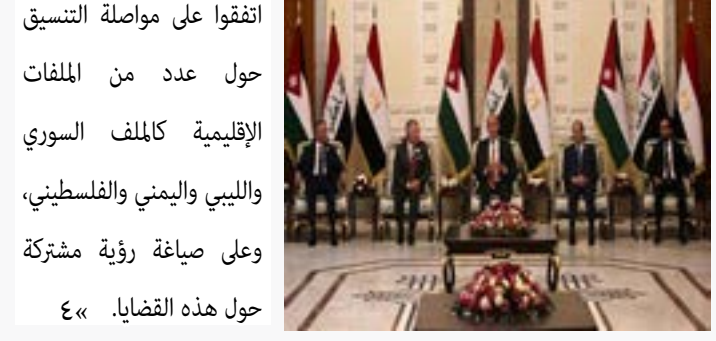 اتفقوا على مواصلة التنسيق
حول عدد من الملفات
الإقليمية كالملف السوري
والليبي واليمني والفلسطيني،
وعلى صياغة رؤية مشتركة
حول هذه القضايا. »٤